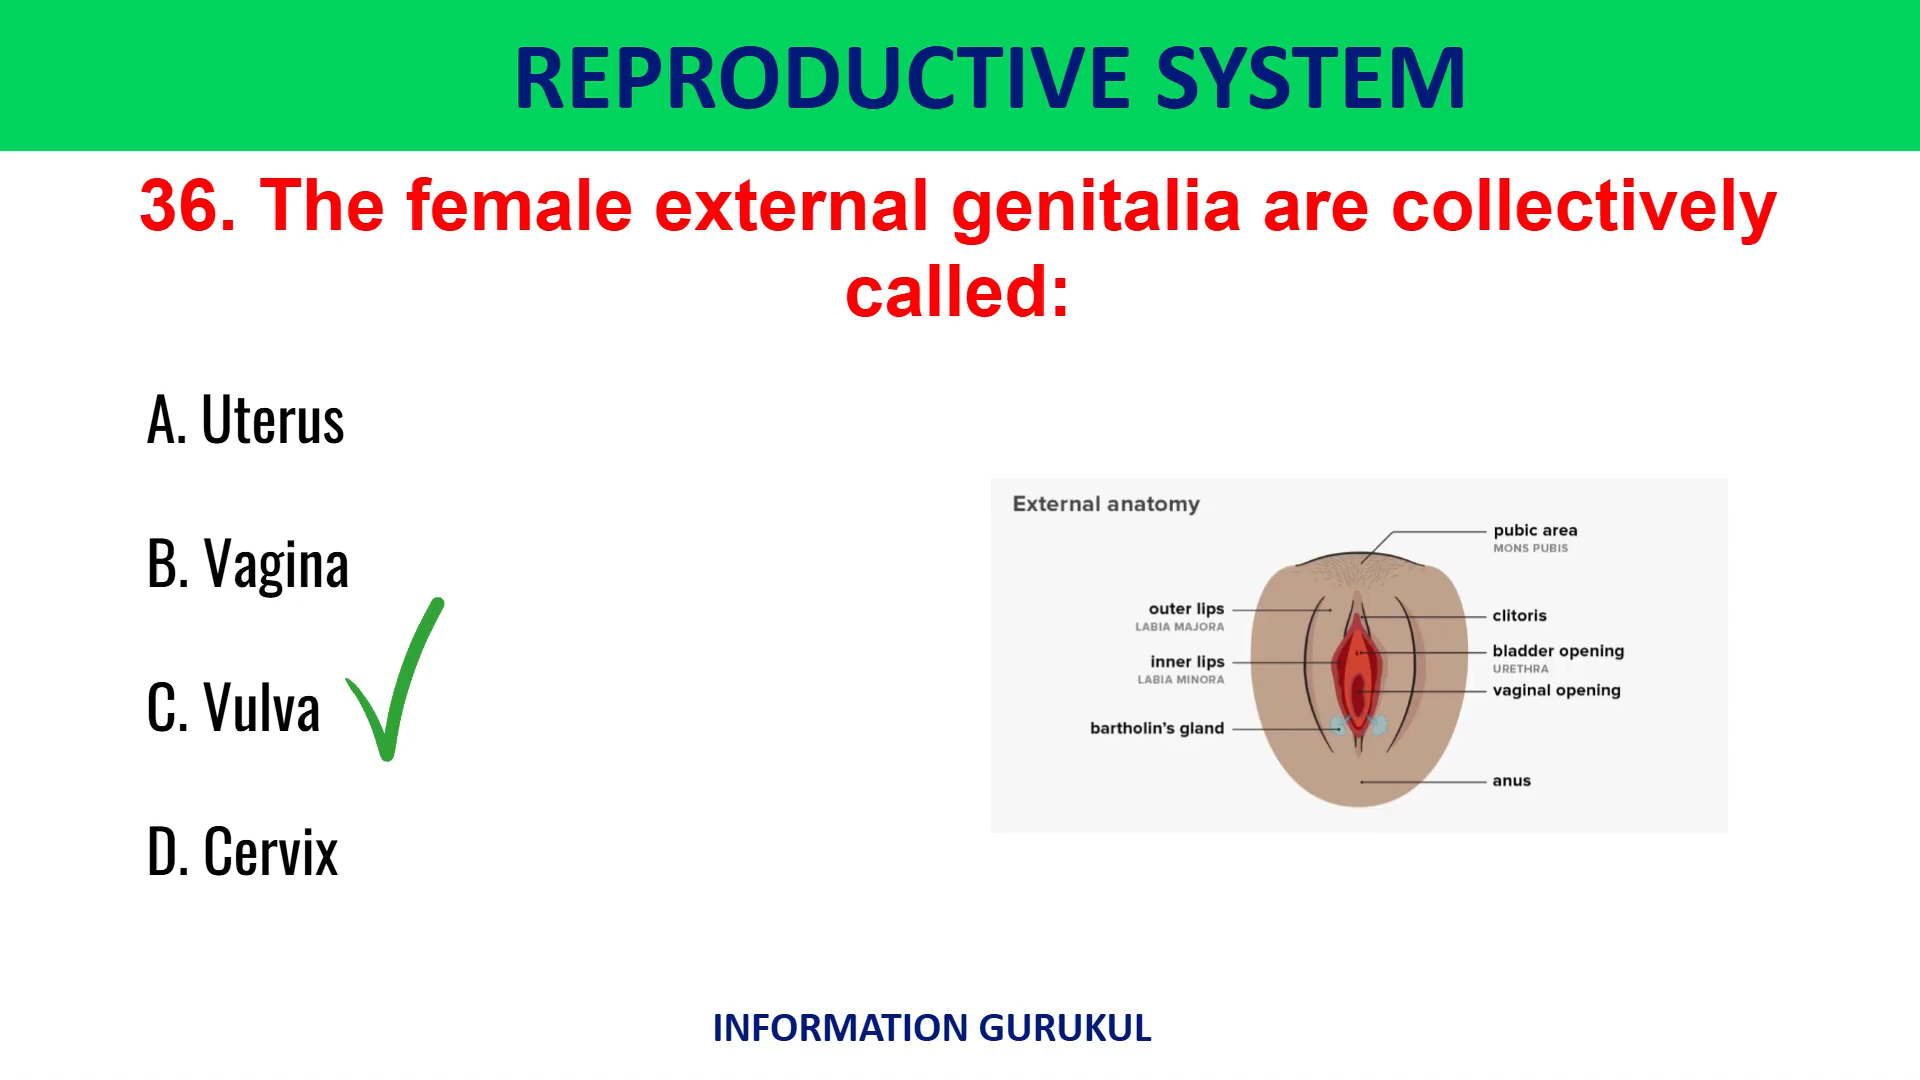 REPRODUCTIVE SYSTEM
36. The female external genitalia are collectively
called:
A. Uterus
B. Vagina
C. Vulva
D. Cervix
External anatomy
pubic area
MONS PUBIS
outer lips
LABIA MAJORA
clitoris
inner lips
LABIA MINORA
bladder opening
URETHRA
vaginal opening
bartholin's gland
anus
INFORMATION GURUKUL